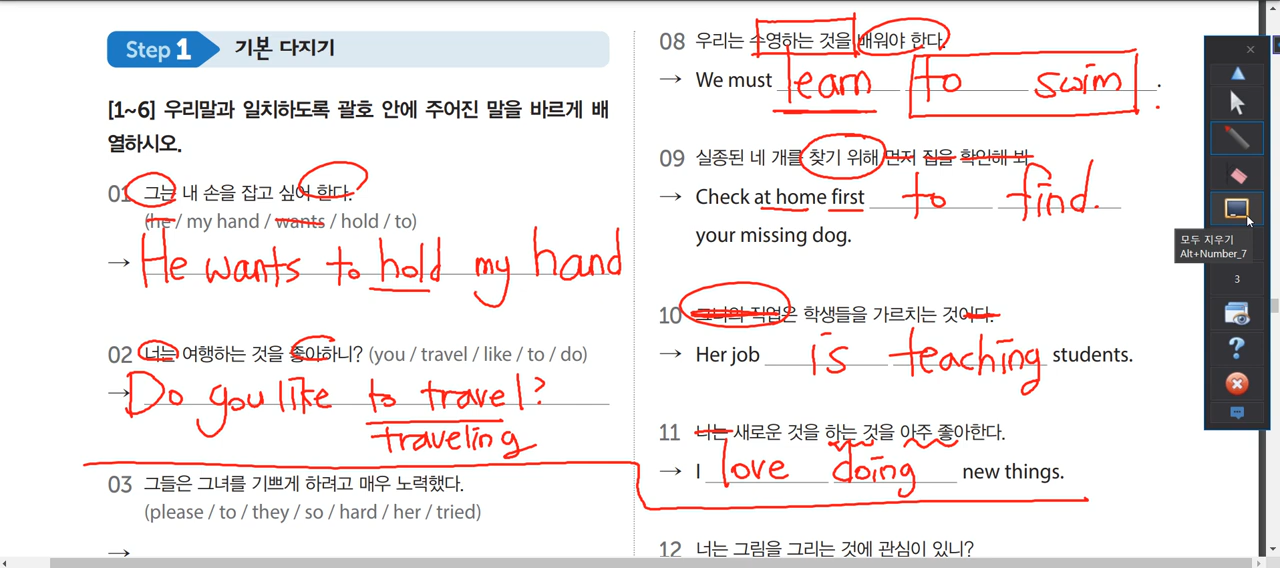 Step 1 기본 다지기
[1~6] 우리말과 일치하도록 괄호 안에 주어진 말을 바르게 배
열하시오.
01 그는 내 손을 잡고 싶어 한다.
(he / my hand / wants / hold / to)
→ He wants to hold my hand
02 너는 여행하는 것을 좋아하니? (you / travel / like / to / do)
→ Do you like to travel?
traveling
03 그들은 그녀를 기쁘게 하려고 매우 노력했다.
(please / to / they / so / hard / her / tried)
→
08 우리는 수영하는 것을 배워야 한다.
→ We must learn to swim.
09 실종된 네 개를 찾기 위해 먼저 집을 확인해 봐
→ Check at home first to find
your missing dog.
10 그녀의 직업은 학생들을 가르치는 것이다.
→ Her job is teaching students.
11 나는 새로운 것을 하는 것을 아주 좋아한다.
→ I love doing new things.
12 너는 그림을 그리는 것에 관심이 있니?
모두 지우기
Alt+Number_7
3